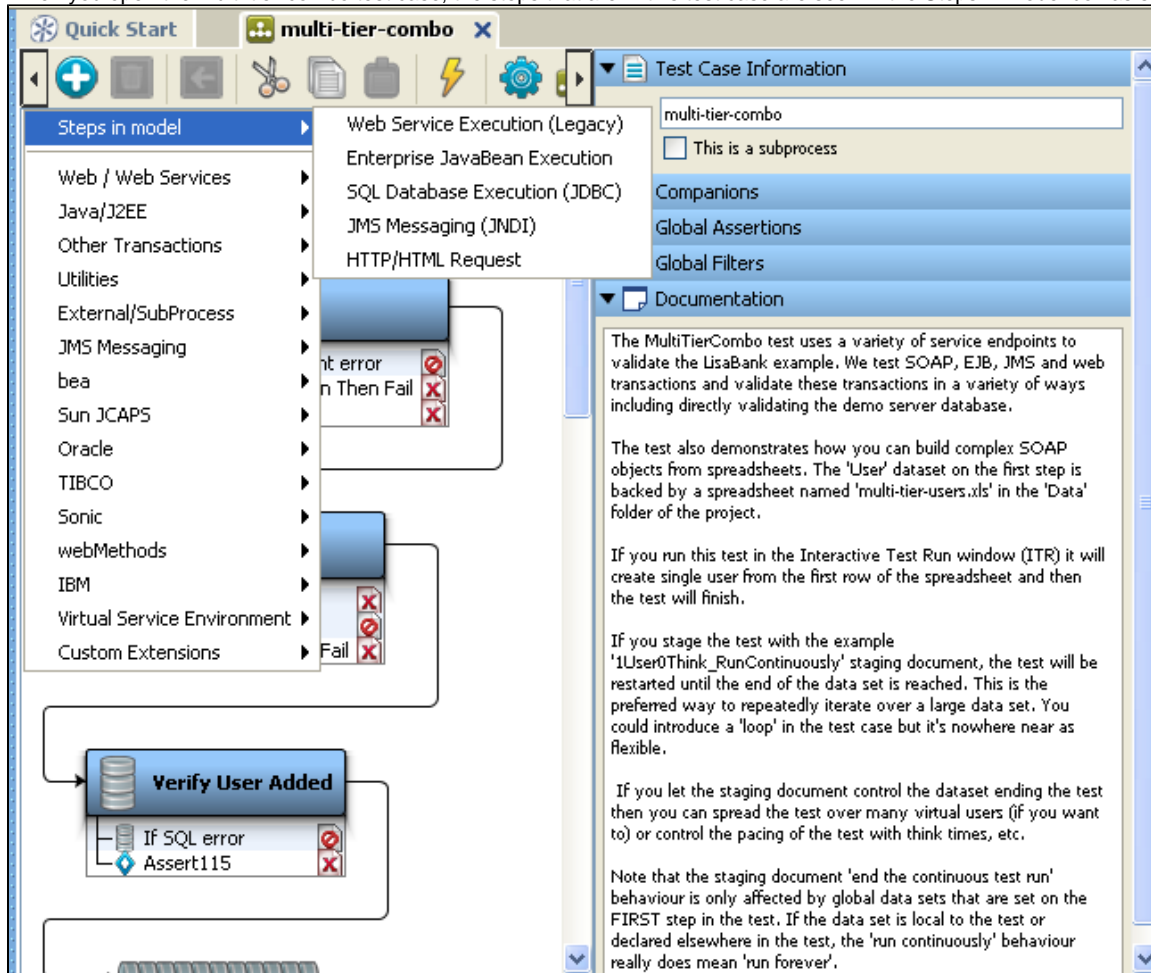 Quick Start
multi-tier-combo
Steps in model
Web / Web Services
Java/J2EE
Other Transactions
Utilities
External/SubProcess
JMS Messaging
bea
Sun JCAPS
Oracle
TIBCO
Sonic
webMethods
IBM
Virtual Service Environment
Custom Extensions
Web Service Execution (Legacy)
Enterprise JavaBean Execution
SQL Database Execution (JDBC)
JMS Messaging (JNDI)
HTTP/HTML Request
error
Then Fail
Fail
Verify User Added
If SQL error
Assert115
Test Case Information
multi-tier-combo
This is a subprocess
Companions
Global Assertions
Global Filters
Documentation
The MultiTierCombo test uses a variety of service endpoints to
validate the LisaBank example. We test SOAP, EJB, JMS and web
transactions and validate these transactions in a variety of ways
including directly validating the demo server database.
The test also demonstrates how you can build complex SOAP
objects from spreadsheets. The 'User' dataset on the first step is
backed by a spreadsheet named 'multi-tier-users.xls' in the 'Data'
folder of the project.
If you run this test in the Interactive Test Run window (ITR) it will
create single user from the first row of the spreadsheet and then
the test will finish.
If you stage the test with the example
'1User0Think_RunContinuously' staging document, the test will be
restarted until the end of the data set is reached. This is the
preferred way to repeatedly iterate over a large data set. You
could introduce a 'loop' in the test case but it's nowhere near as
flexible.
If you let the staging document control the dataset ending the test
then you can spread the test over many virtual users (if you want
to) or control the pacing of the test with think times, etc.
Note that the staging document 'end the continuous test run'
behaviour is only affected by global data sets that are set on the
FIRST step in the test. If the data set is local to the test or
declared elsewhere in the test, the 'run continuously' behaviour
really does mean 'run forever'.